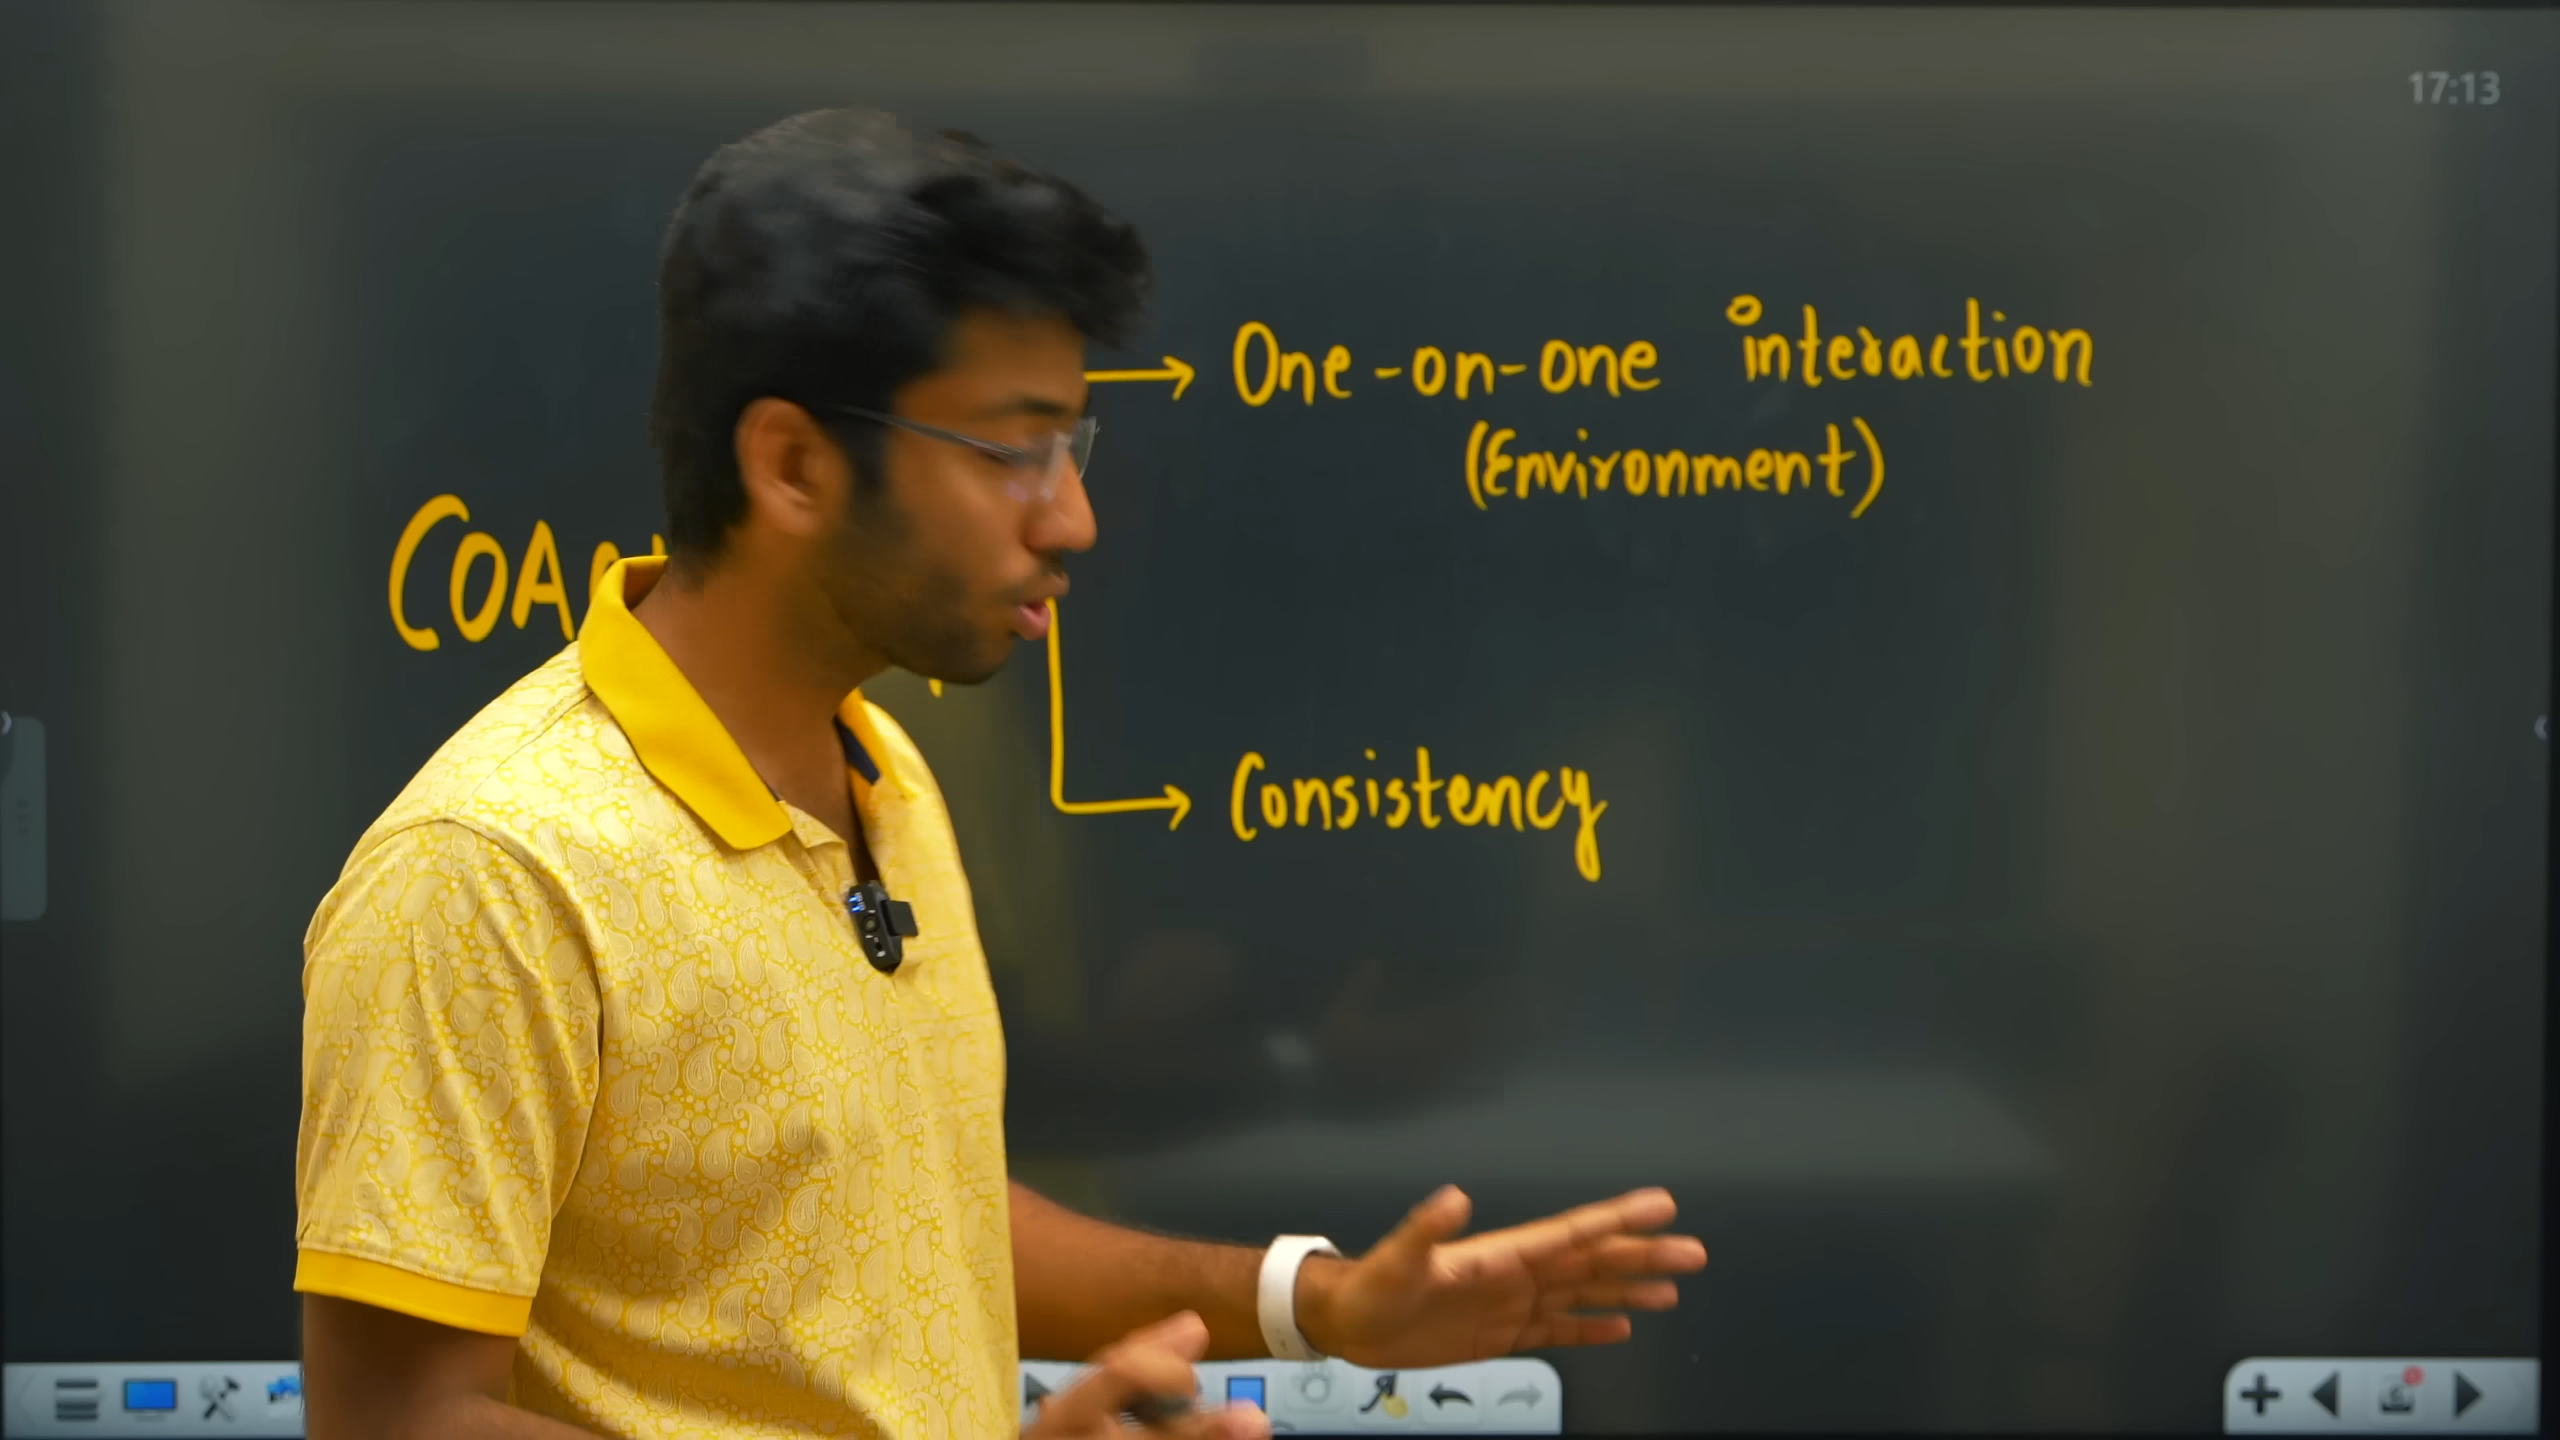 17:13
One-on-one interaction
(Environment)
Consistency